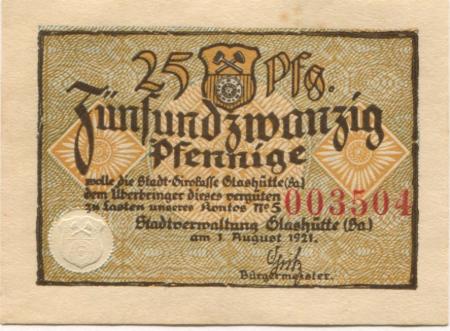 25 Pfg.
Fünfundzwanzig
Pfennige
wolle die Stadt-Girokasse Glashütte (Sa.)
dem Überbringer dieses vergüten
zu Lasten unseres Kontos No 5
003504
Stadtverwaltung Glashütte (Sa.)
am 1. August 1921.
Bürgermeister.